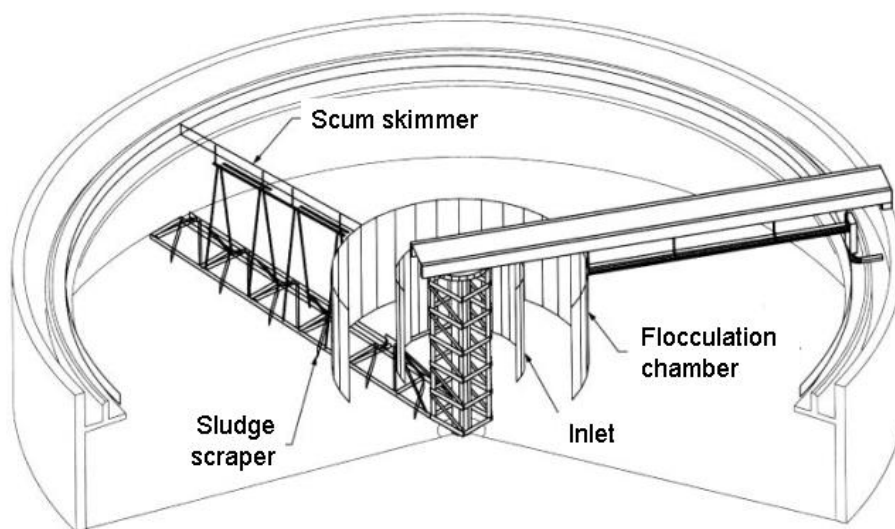 Scum skimmer
Flocculation
chamber
Sludge
scraper
Inlet